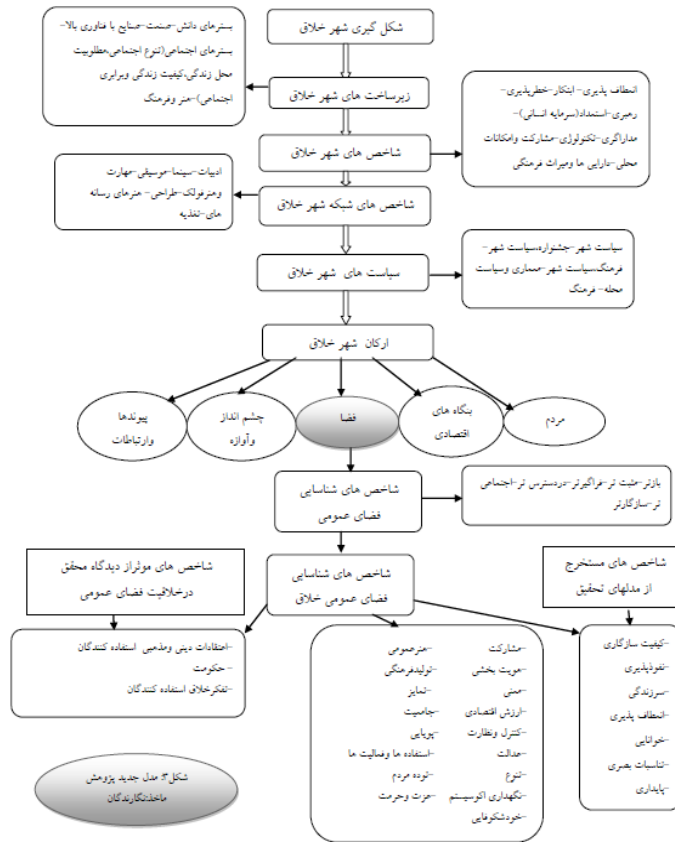 شکل گیری شهر خلاق
بسترهای دانش-صنعت-صنایع با فناوری بالا-
بسترهای اجتماعی(تنوع اجتماعی،مطلوبیت
محل زندگی،کیفیت زندگی وبرابری
اجتماعی)-هنر وفرهنگ
زیرساخت های شهر خلاق
انعطاف پذیری- ابتکار-خطرپذیری-
رهبری-استعداد(سرمایه انسانی)-
مداراگری-تکنولوژی-مشارکت وامکانات
محلی-دارایی ها ومیراث فرهنگی
شاخص های شهر خلاق
ادبیات-سینما-موسیقی-مهارت
وهنرفولک-طراحی- هنرهای رسانه
های-تغذیه
شاخص های شبکه شهر خلاق
سیاست های شهر خلاق
سیاست شهر-جشنواره،سیاست شهر-
فرهنگ،سیاست شهر-معماری وسیاست
محله- فرهنگ
ارکان شهر خلاق
مردم
بنگاه های
اقتصادی
فضا
چشم انداز
وآوازه
پیوندها
وارتباطات
شاخص های شناسایی
فضای عمومی
بازتر-مثبت تر-فراگیرتر-دردسترس تر-اجتماعی
تر-سازگارتر
شاخص های مستخرج
از مدلهای تحقیق
شاخص های شناسایی
فضای عمومی خلاق
شاخص های موثراز دیدگاه محقق
درخلاقیت فضای عمومی
-کیفیت سازگاری
-نفوذپذیری
-سرزندگی
-انعطاف پذیری
-خوانایی
-تناسبات بصری
-پایداری
-مشارکت
-هویت بخشی
-معنی
-ارزش اقتصادی
-کنترل ونظارت
-عدالت
-تنوع
-نگهداری اکوسیستم
-خودشکوفایی
-هنرعمومی
-تولیدفرهنگی
-تمایز
-جامعیت
-پویایی
-استفاده ها وفعالیت ها
-توده مردم
-عزت وحرمت
-اعتقادات دینی ومذهبی استفاده کنندگان
-حکومت
-تفکرخلاق استفاده کنندگان
شکل۳: مدل جدید پژوهش
ماخذ:نگارندگان